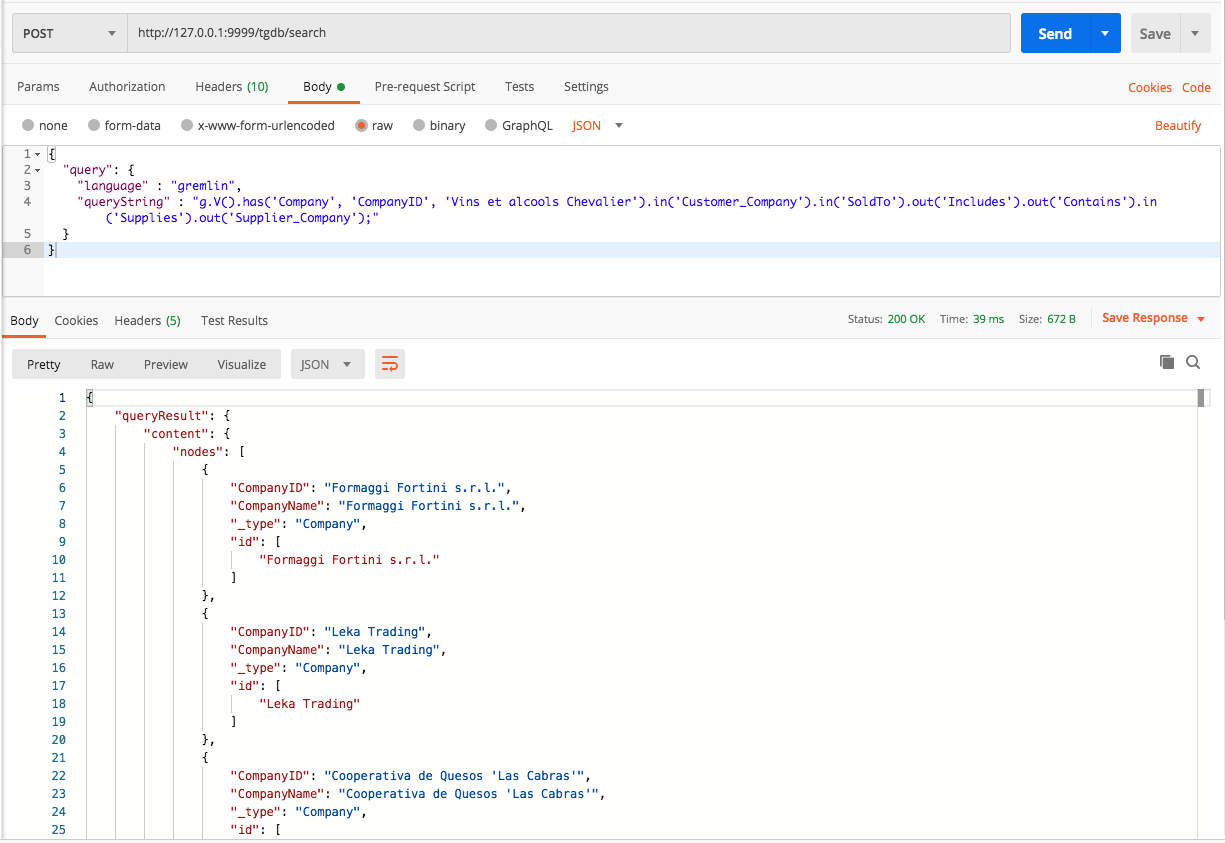 POST http://127.0.0.1:9999/tgdb/search Send Save
Params Authorization Headers (10) Body Pre-request Script Tests Settings Cookies Code
none form-data x-www-form-urlencoded raw binary GraphQL JSON Beautify
1 {
2 "query": {
3 "language" : "gremlin",
4 "queryString" : "g.V().has('Company', 'CompanyID', 'Vins et alcools Chevalier').in('Customer_Company').in('SoldTo').out('Includes').out('Contains').in
('Supplies').out('Supplier_Company');"
5 }
6 }
Body Cookies Headers (5) Test Results Status: 200 OK Time: 39 ms Size: 672 B Save Response
Pretty Raw Preview Visualize JSON
1 {
2 "queryResult": {
3 "content": {
4 "nodes": [
5 {
6 "CompanyID": "Formaggi Fortini s.r.l.",
7 "CompanyName": "Formaggi Fortini s.r.l.",
8 "_type": "Company",
9 "id": [
10 "Formaggi Fortini s.r.l."
11 ]
12 },
13 {
14 "CompanyID": "Leka Trading",
15 "CompanyName": "Leka Trading",
16 "_type": "Company",
17 "id": [
18 "Leka Trading"
19 ]
20 },
21 {
22 "CompanyID": "Cooperativa de Quesos 'Las Cabras'",
23 "CompanyName": "Cooperativa de Quesos 'Las Cabras'",
24 "_type": "Company",
25 "id": [